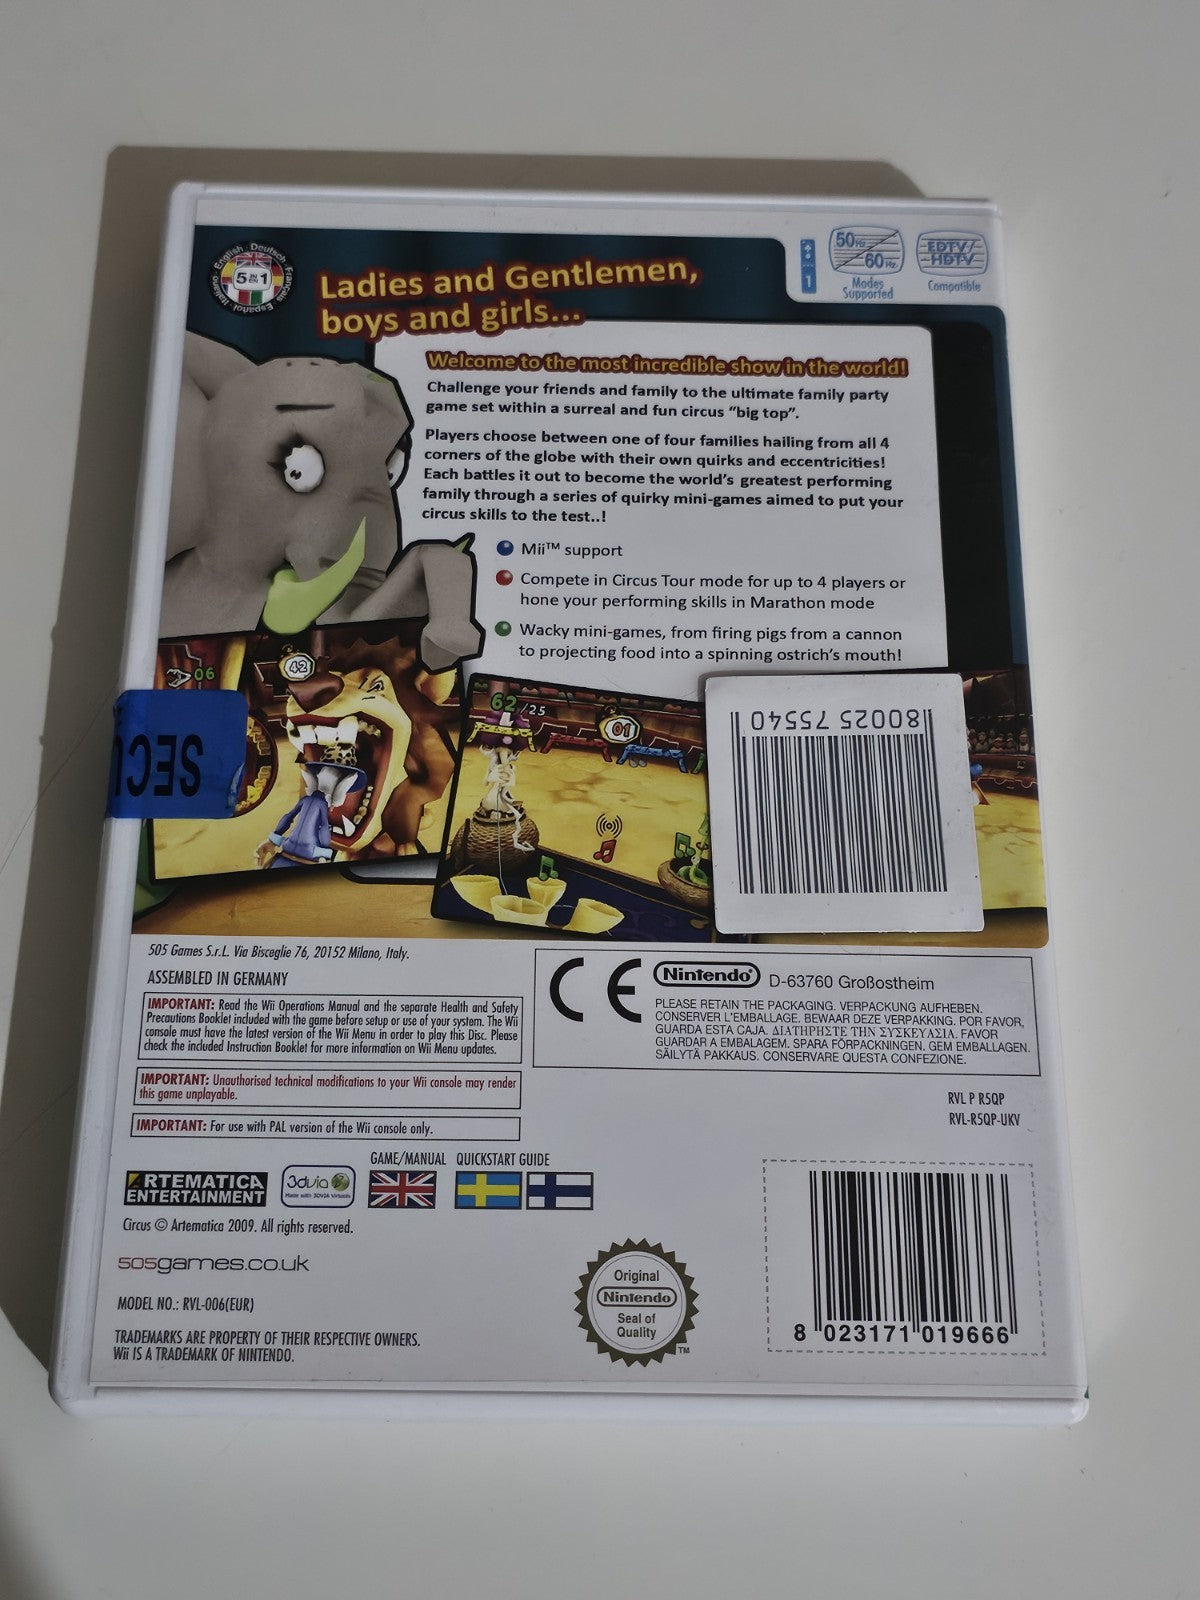 English · Deutsch · Français · Español · Italiano
5 IN 1
Ladies and Gentlemen,
boys and girls...
1
50Hz
60Hz
Modes
Supported
EDTV/
HDTV
Compatible
Welcome to the most incredible show in the world!
Challenge your friends and family to the ultimate family party
game set within a surreal and fun circus “big top”.
Players choose between one of four families hailing from all 4
corners of the globe with their own quirks and eccentricities!
Each battles it out to become the world's greatest performing
family through a series of quirky mini-games aimed to put your
circus skills to the test..!
Mii™ support
Compete in Circus Tour mode for up to 4 players or
hone your performing skills in Marathon mode
Wacky mini-games, from firing pigs from a cannon
to projecting food into a spinning ostrich's mouth!
06
42
62/25
01
80025 75540
SECU
505 Games S.r.L. Via Bisceglie 76, 20152 Milano, Italy.
ASSEMBLED IN GERMANY
IMPORTANT: Read the Wii Operations Manual and the separate Health and Safety
Precautions Booklet included with the game before setup or use of your system. The Wii
console must have the latest version of the Wii Menu in order to play this Disc. Please
check the included Instruction Booklet for more information on Wii Menu updates.
IMPORTANT: Unauthorised technical modifications to your Wii console may render
this game unplayable.
IMPORTANT: For use with PAL version of the Wii console only.
CE
Nintendo® D-63760 Großostheim
PLEASE RETAIN THE PACKAGING. VERPACKUNG AUFHEBEN.
CONSERVER L'EMBALLAGE. BEWAAR DEZE VERPAKKING. POR FAVOR,
GUARDA ESTA CAJA. ΔΙΑΤΗΡΗΣΤΕ ΤΗΝ ΣΥΣΚΕΥΑΣΙΑ. FAVOR
GUARDAR A EMBALAGEM. SPARA FÖRPACKNINGEN. GEM EMBALLAGEN.
SÄILYTÄ PAKKAUS. CONSERVARE QUESTA CONFEZIONE.
RVL P R5QP
RVL-R5QP-UKV
GAME/MANUAL QUICKSTART GUIDE
ARTEMATICA
ENTERTAINMENT
3dvia
Made with 3DVIA Virtools
Circus © Artematica 2009. All rights reserved.
505games.co.uk
MODEL NO.: RVL-006(EUR)
TRADEMARKS ARE PROPERTY OF THEIR RESPECTIVE OWNERS.
Wii IS A TRADEMARK OF NINTENDO.
Original
Nintendo
Seal of
Quality
TM
8 023171 019666